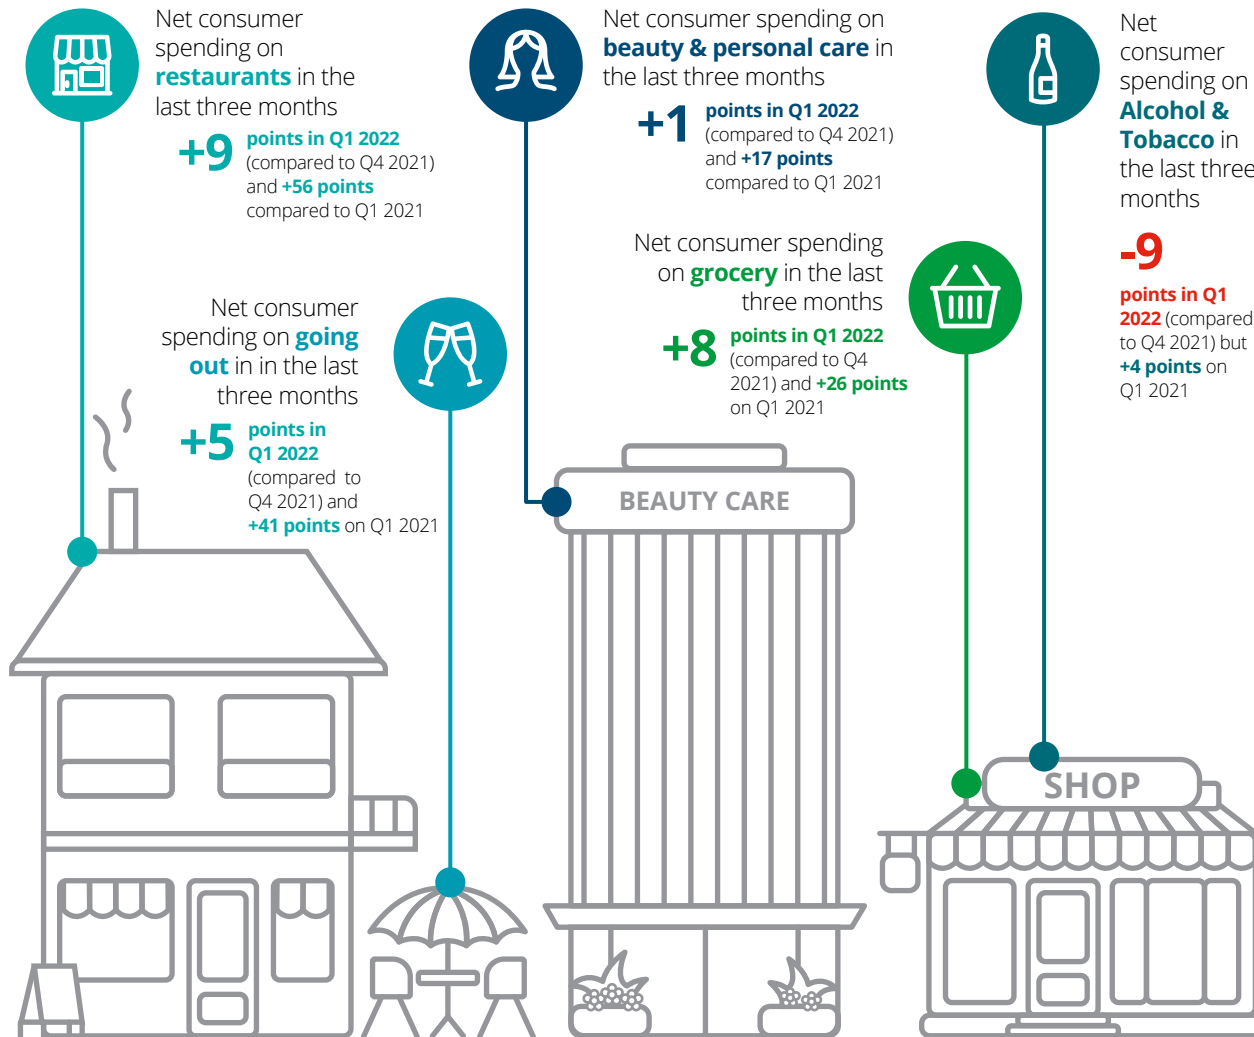 Net consumer
spending on
restaurants in the
last three months
+9
points in Q1 2022
(compared to Q4 2021)
and +56 points
compared to Q1 2021
Net consumer spending on
beauty & personal care in
the last three months
+1
points in Q1 2022
(compared to Q4 2021)
and +17 points
compared to Q1 2021
Net
consumer
spending on
Alcohol &
Tobacco in
the last three
months
-9
points in Q1
2022 (compared
to Q4 2021) but
+4 points on
Q1 2021
Net consumer spending
on grocery in the last
three months
+8
points in Q1 2022
(compared to Q4
2021) and +26 points
on Q1 2021
Net consumer
spending on going
out in in the last
three months
+5
points in
Q1 2022
(compared to
Q4 2021) and
+41 points on Q1 2021
BEAUTY CARE
SHOP